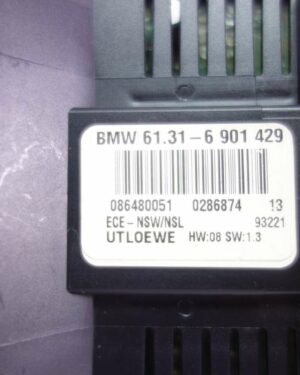 BMW 61.31-6 901 429
086480051 0286874 13
ECE-NSW/NSL 93221
UTLOEWE HW:08 SW:1.3